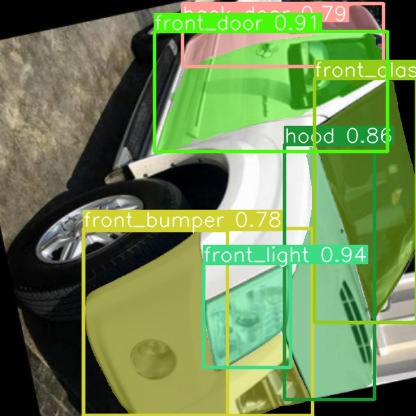 back_door 0.79
front_door 0.91
front_glas
hood 0.86
front_bumper 0.78
front_light 0.94